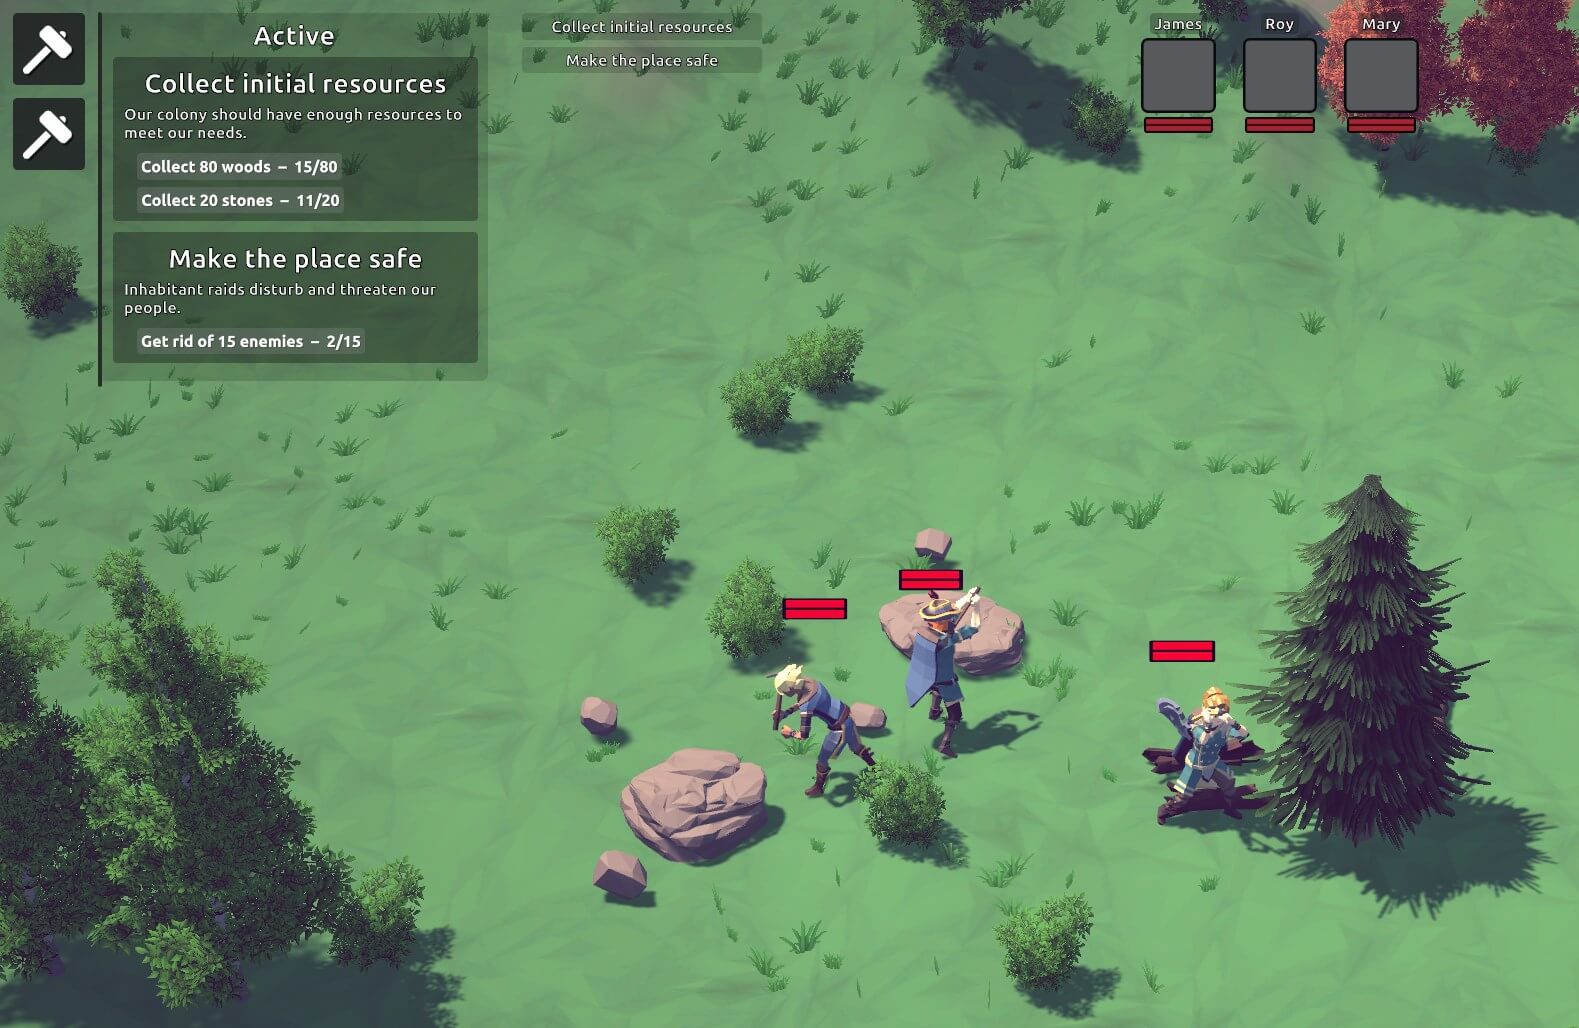 Active
Collect initial resources
Our colony should have enough resources to
meet our needs.
Collect 80 woods – 15/80
Collect 20 stones – 11/20
Make the place safe
Inhabitant raids disturb and threaten our
people.
Get rid of 15 enemies – 2/15
Collect initial resources
Make the place safe
James
Roy
Mary